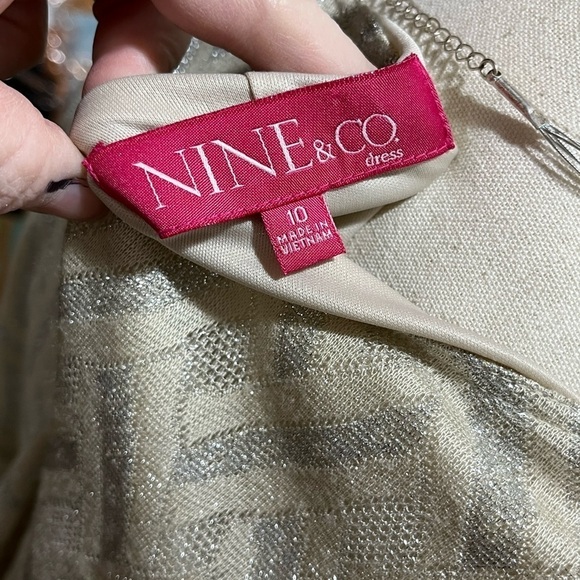 NINE & CO.
dress
10
MADE IN
VIETNAM